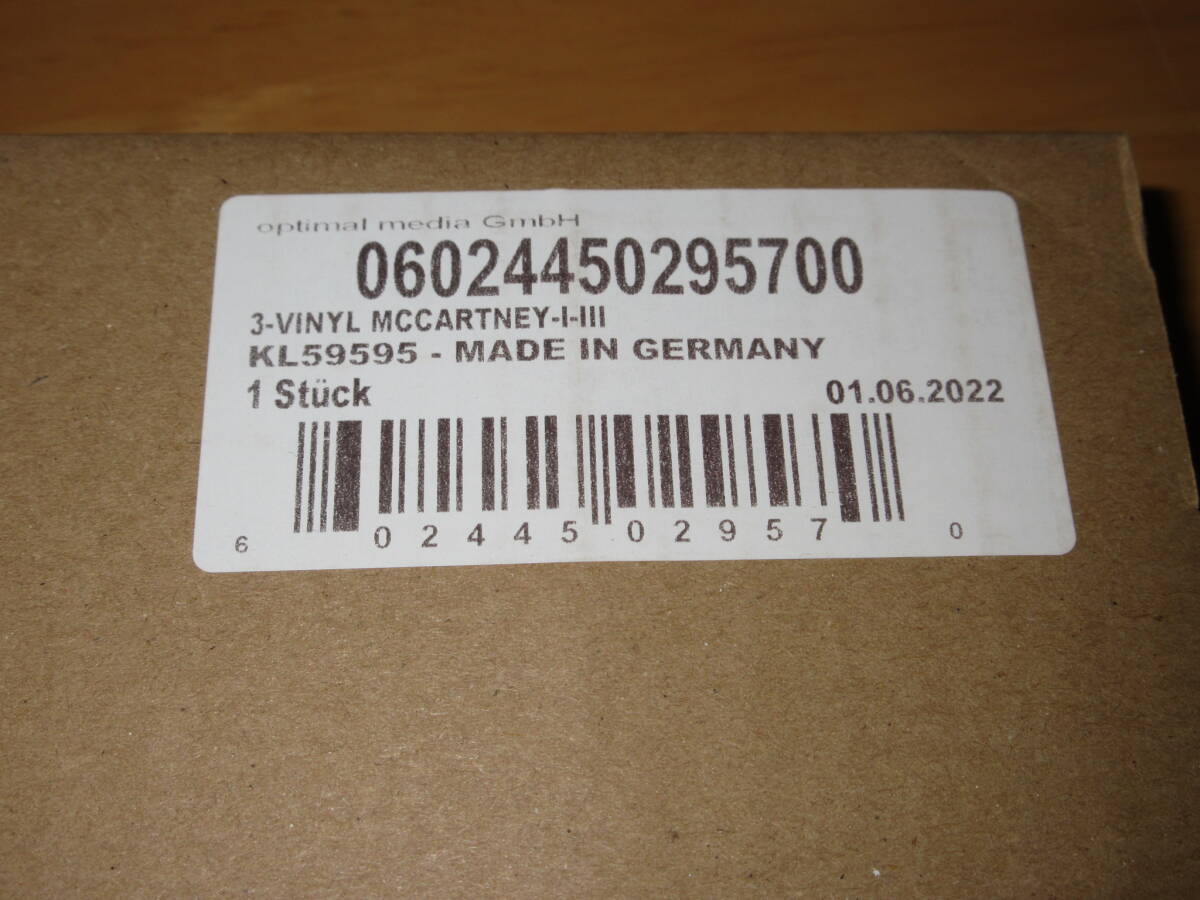 optimal media GmbH
06024450295700
3-VINYL MCCARTNEY-I-III
KL59595 - MADE IN GERMANY
1 Stück 01.06.2022
6 02445 02957 0